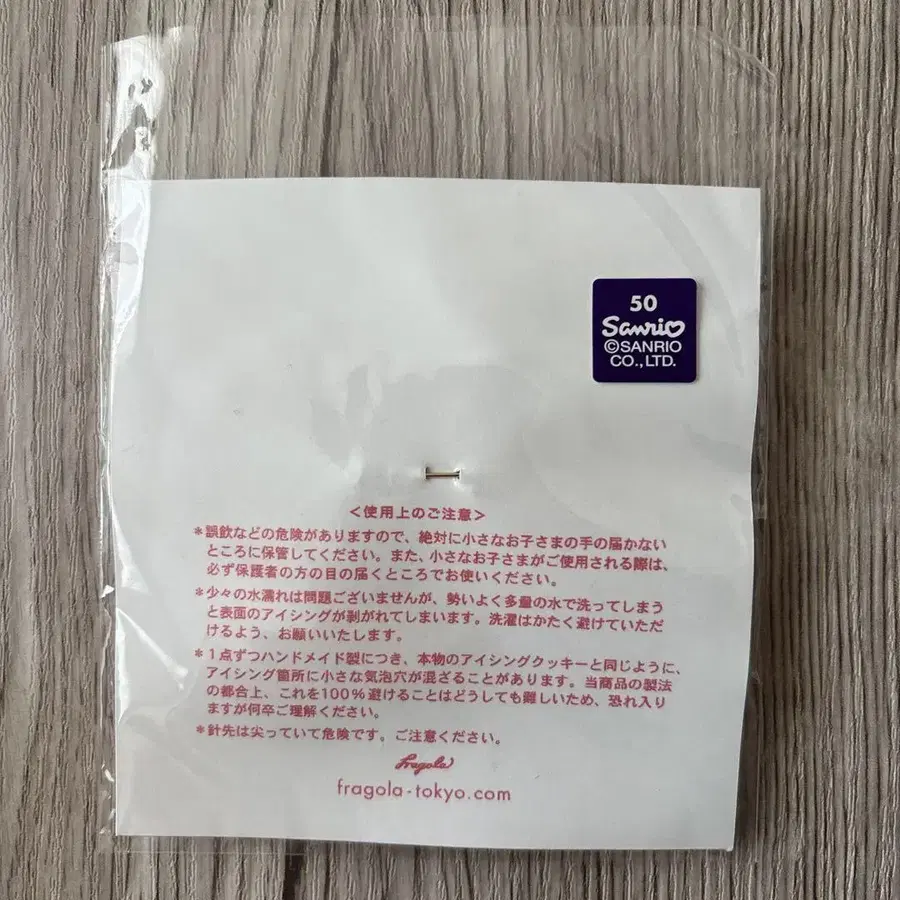 50
Sanrio
©SANRIO
CO.,LTD.
＜使用上のご注意＞
＊誤飲などの危険がありますので、絶対に小さなお子さまの手の届かない
ところに保管してください。また、小さなお子さまがご使用される際は、
必ず保護者の方の目の届くところでお使いください。
＊少々の水濡れは問題ございませんが、勢いよく多量の水で洗ってしまう
と表面のアイシングが剥がれてしまいます。洗濯はかたく避けていただ
けるよう、お願いいたします。
＊1点ずつハンドメイド製につき、本物のアイシングクッキーと同じように、
アイシング箇所に小さな気泡穴が混ざることがあります。当商品の製法
の都合上、これを100%避けることはどうしても難しいため、恐れ入り
ますが何卒ご理解ください。
＊針先は尖っていて危険です。ご注意ください。
fragola
fragola-tokyo.com